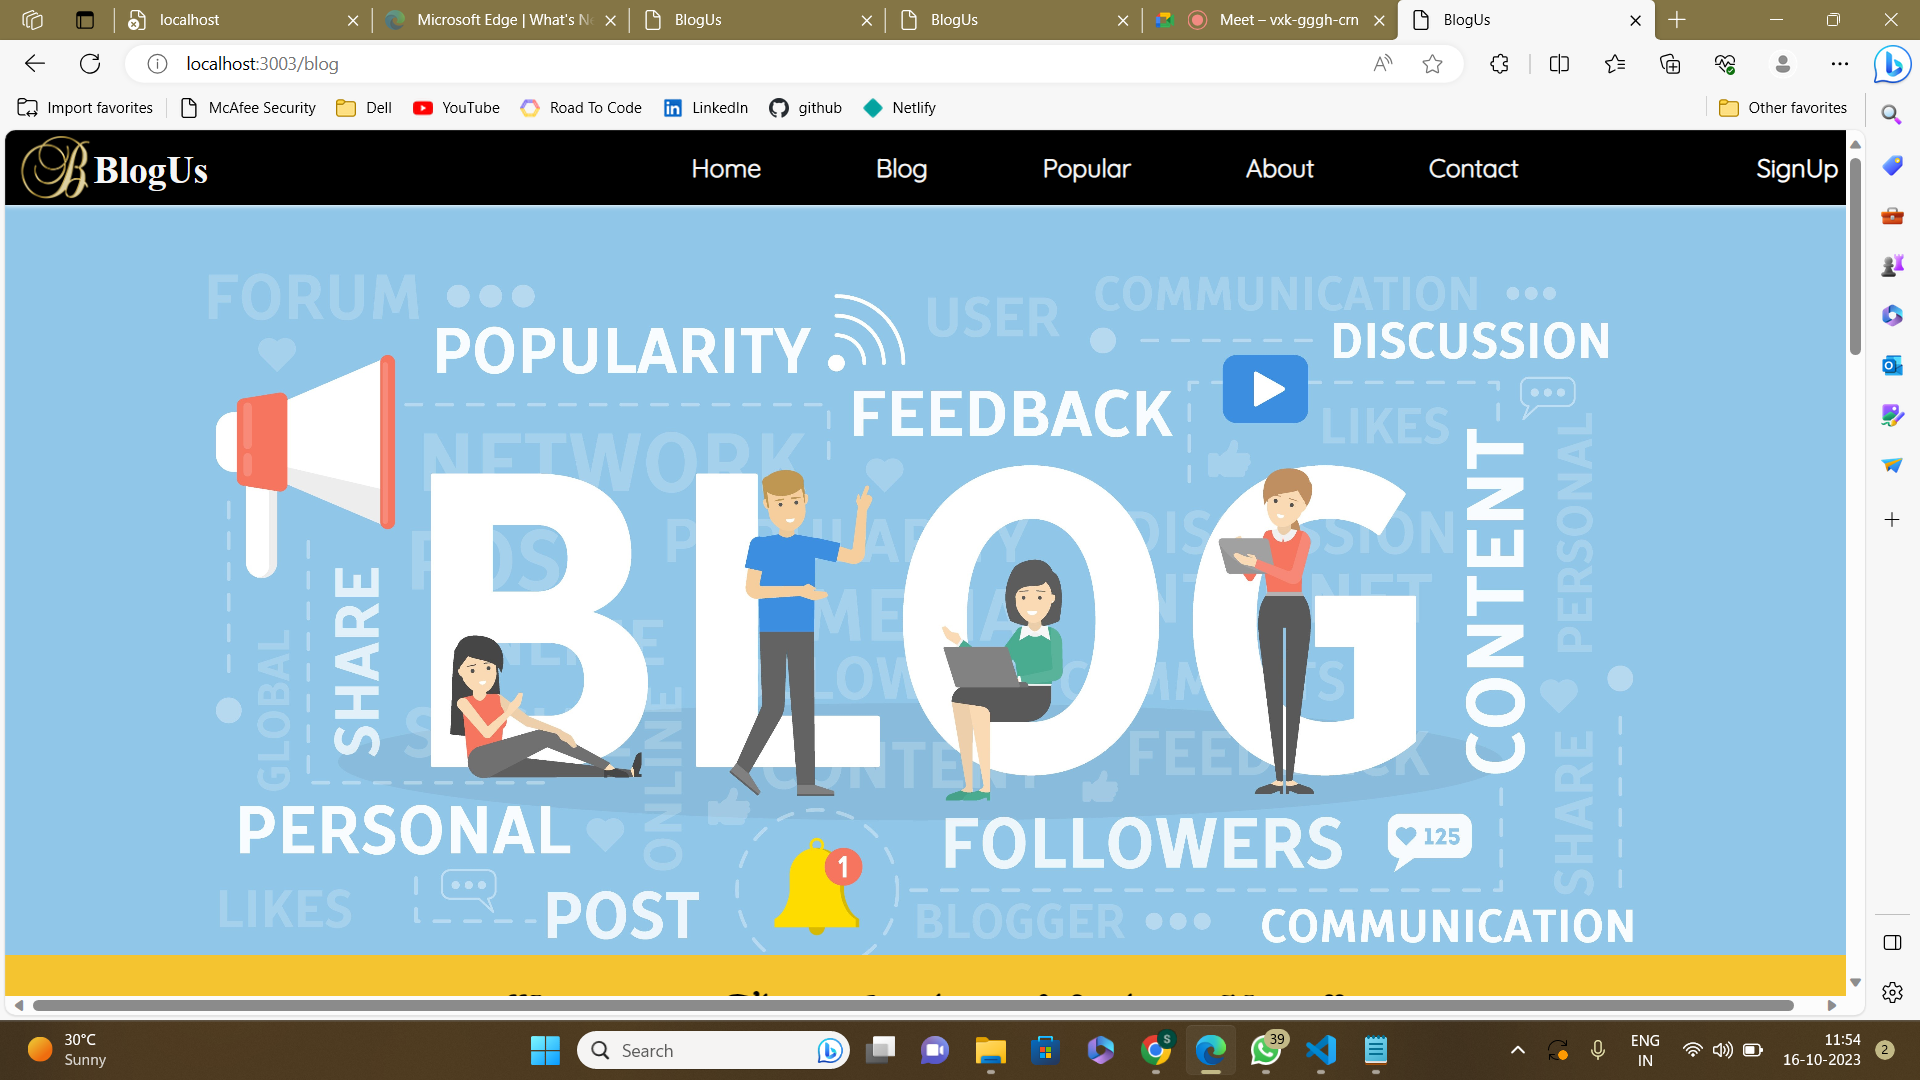 localhost
Microsoft Edge | What's Ne
BlogUs
BlogUs
Meet – vxk-gggh-crn
BlogUs
localhost:3003/blog
Import favorites
McAfee Security
Dell
YouTube
Road To Code
LinkedIn
github
Netlify
Other favorites
BlogUs
Home
Blog
Popular
About
Contact
SignUp
FORUM
USER
COMMUNICATION
POPULARITY
DISCUSSION
FEEDBACK
LIKES
NETWORK
BLOG
CONTENT
PERSONAL
SHARE
GLOBAL
ONLINE
CONTENT
FEEDBACK
SHARE
PERSONAL
FOLLOWERS
125
1
LIKES
POST
BLOGGER
COMMUNICATION
30°C
Sunny
Search
S
39
ENG
IN
11:54
16-10-2023
2